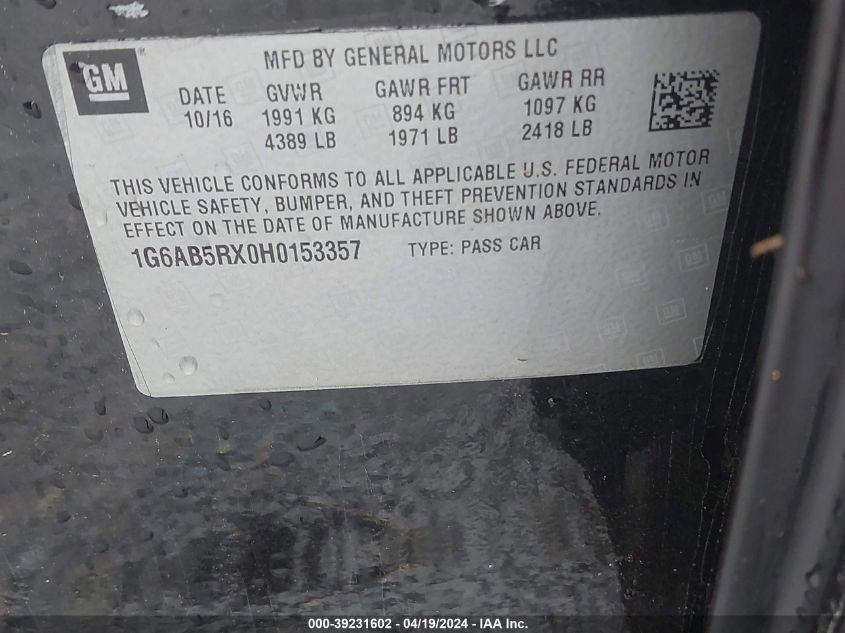 GM
MFD BY GENERAL MOTORS LLC
DATE GVWR GAWR FRT GAWR RR
10/16 1991 KG 894 KG 1097 KG
4389 LB 1971 LB 2418 LB
THIS VEHICLE CONFORMS TO ALL APPLICABLE U.S. FEDERAL MOTOR
VEHICLE SAFETY, BUMPER, AND THEFT PREVENTION STANDARDS IN
EFFECT ON THE DATE OF MANUFACTURE SHOWN ABOVE.
1G6AB5RX0H0153357 TYPE: PASS CAR
000-39231602 - 04/19/2024 - IAA Inc.